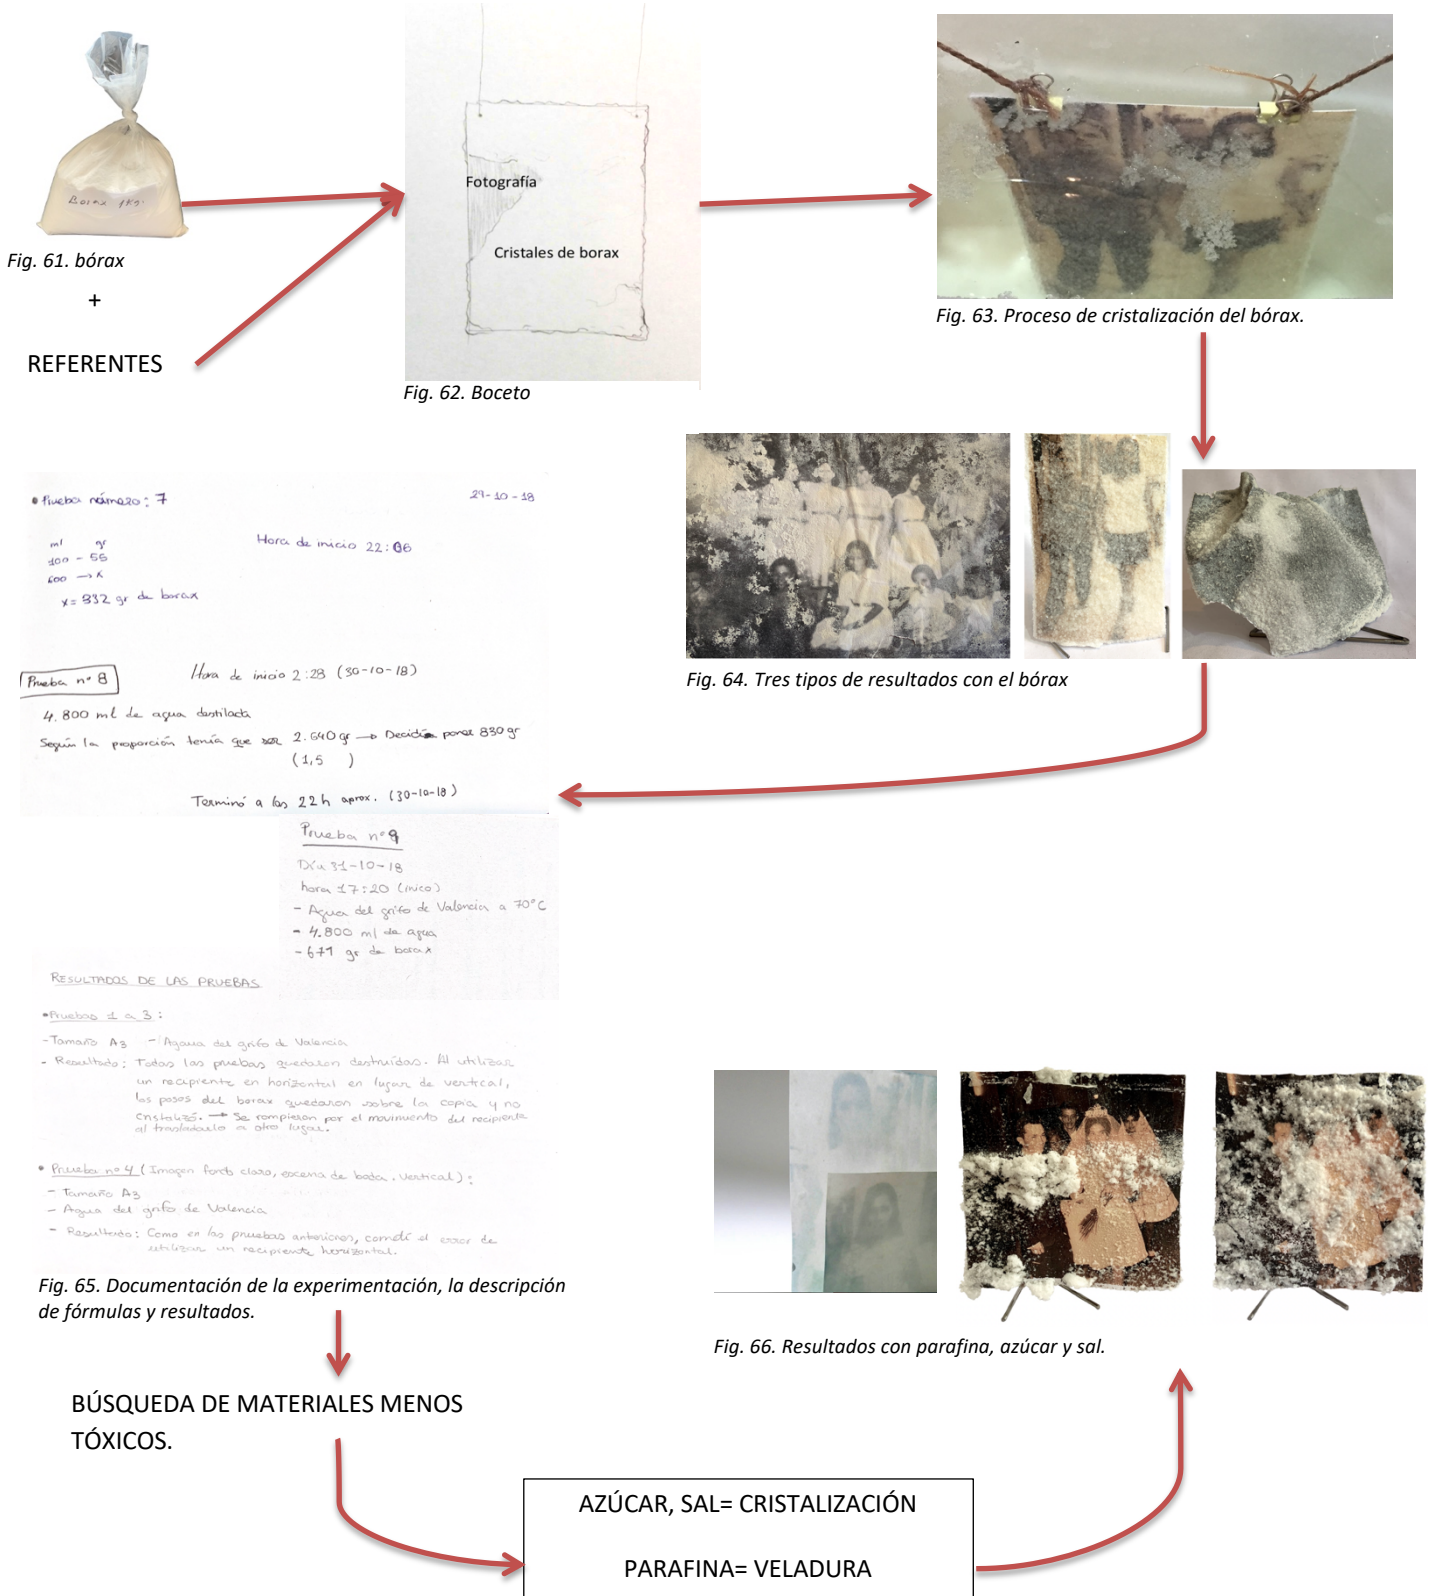 Borax 1Kg.
Fig. 61. bórax
+
REFERENTES
Fotografía
Cristales de borax
Fig. 62. Boceto
Fig. 63. Proceso de cristalización del bórax.
Fig. 64. Tres tipos de resultados con el bórax
• Prueba número: 7
29-10-18
ml gr
100 - 55
600 → x
x= 332 gr de borax
Hora de inicio 22:06
Prueba nº 8
Hora de inicio 2:28 (30-10-18)
4.800 ml de agua destilada
Según la proporción tenía que ser 2.640 gr → Decidí poner 830 gr
(1,5 )
Terminó a las 22h aprox. (30-10-18)
Prueba nº 9
Día 31-10-18
hora 17:20 (inico)
- Agua del grifo de Valencia a 70°C
- 4.800 ml de agua
- 671 gr de borax
RESULTADOS DE LAS PRUEBAS
• Pruebas 1 a 3:
- Tamaño A3 - Agaua del grifo de Valencia
- Resultado: Todas las pruebas quedaron destruidas. Al utilizar
un recipiente en horizontal en lugar de vertical,
los posos del borax quedaron sobre la copia y no
cristalizó. → Se rompieron por el movimiento del recipiente
al trasladarlo a otro lugar.
• Prueba nº 4 (Imagen fondo claro, escena de boda, vertical):
- Tamaño A3
- Agua del grifo de Valencia
- Resultado: Como en las pruebas anteriores, cometí el error de
utilizar un recipiente horizontal.
Fig. 65. Documentación de la experimentación, la descripción
de fórmulas y resultados.
Fig. 66. Resultados con parafina, azúcar y sal.
BÚSQUEDA DE MATERIALES MENOS
TÓXICOS.
AZÚCAR, SAL= CRISTALIZACIÓN
PARAFINA= VELADURA